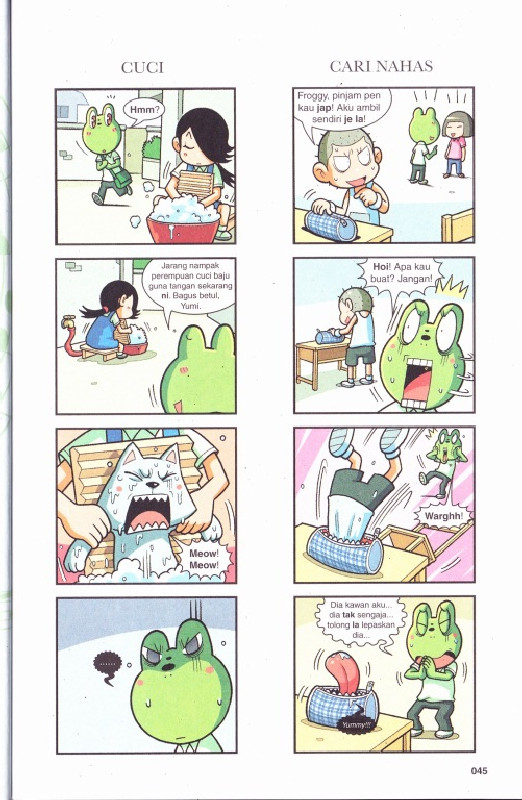 CUCI
Hmm?
Jarang nampak
perempuan cuci baju
guna tangan sekarang
ni. Bagus betul,
Yumi.
Meow!
Meow!
......
CARI NAHAS
Froggy, pinjam pen
kau jap! Akiu ambil
sendiri je la!
Hoi! Apa kau
buat? Jangan!
Warghh!
Dia kawan aku...
dia tak sengaja...
tolong la lepaskan
dia...
Yummy!!!
045